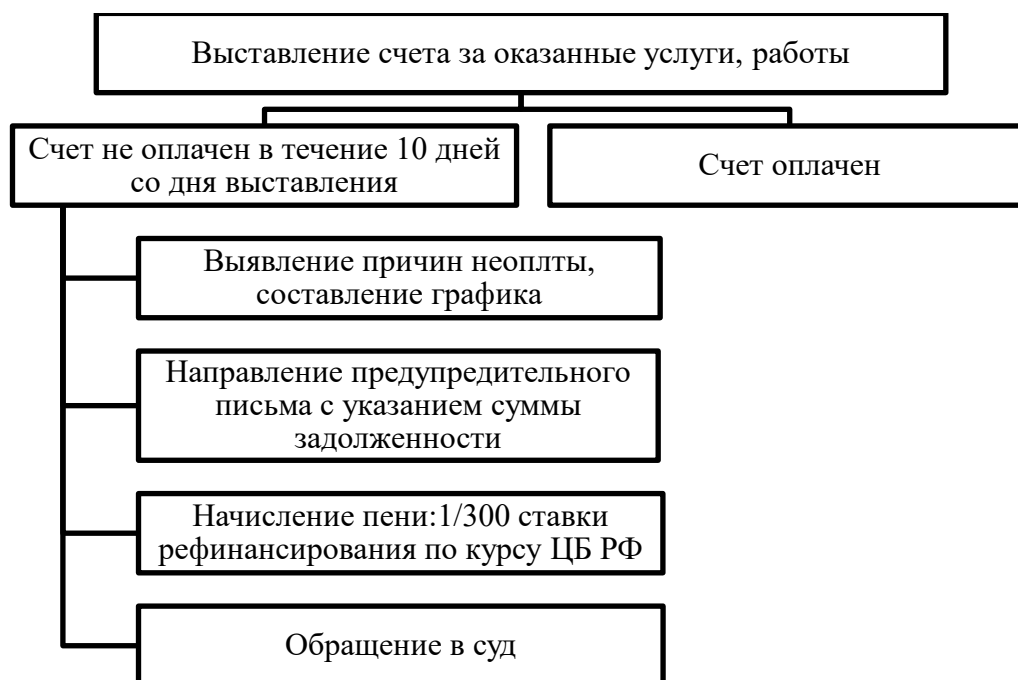 Выставление счета за оказанные услуги, работы
Счет не оплачен в течение 10 дней
со дня выставления
Счет оплачен
Выявление причин неоплты,
составление графика
Направление предупредительного
письма с указанием суммы
задолженности
Начисление пени:1/300 ставки
рефинансирования по курсу ЦБ РФ
Обращение в суд